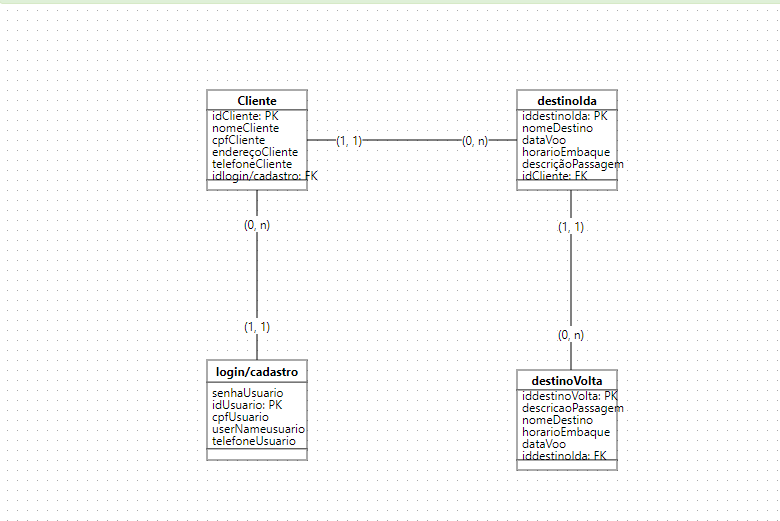 Cliente
idCliente: PK
nomeCliente
cpfCliente
endereçoCliente
telefoneCliente
idlogin/cadastro: FK
(1, 1)
(0, n)
destinoIda
iddestinoIda: PK
nomeDestino
dataVoo
horarioEmbaque
descriçãoPassagem
idCliente: FK
(0, n)
(1, 1)
(1, 1)
(0, n)
login/cadastro
senhaUsuario
idUsuario: PK
cpfUsuario
userNameusuario
telefoneUsuario
destinoVolta
iddestinoVolta: PK
descricaoPassagem
nomeDestino
horarioEmbaque
dataVoo
iddestinoIda: FK